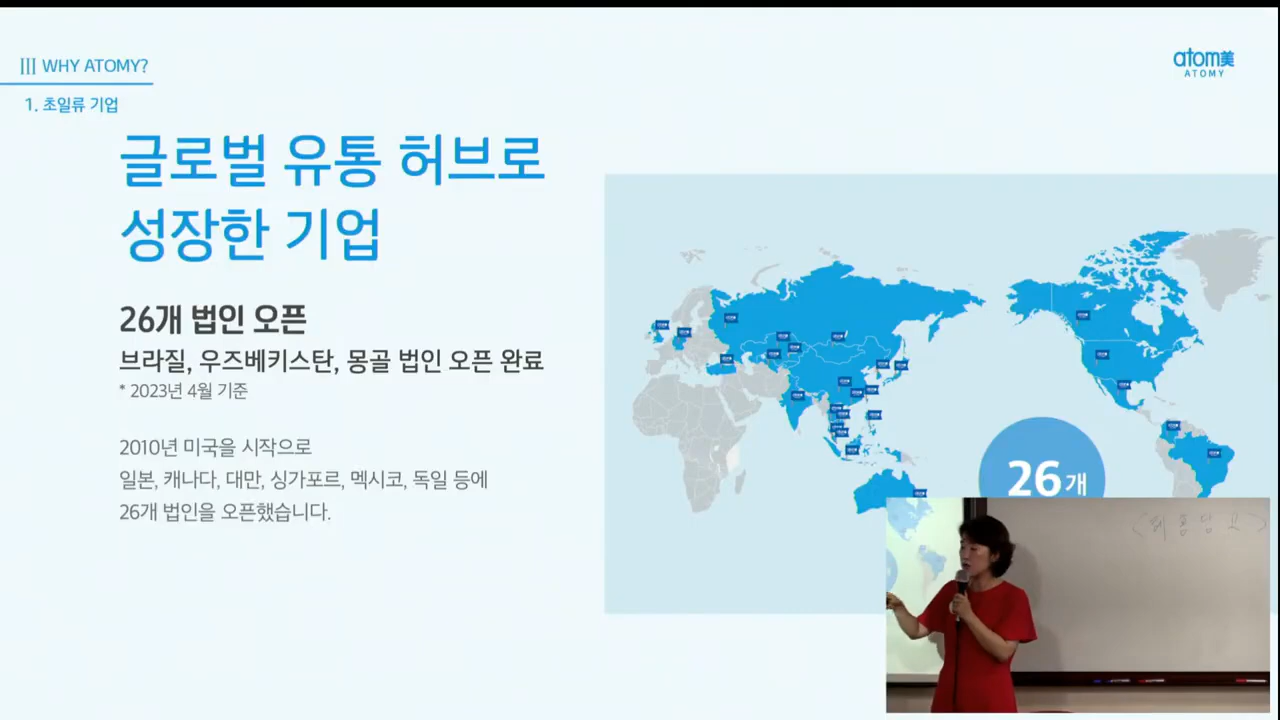 III WHY ATOMY?
atom美
ATOMY
1. 초일류 기업
글로벌 유통 허브로
성장한 기업
26개 법인 오픈
브라질, 우즈베키스탄, 몽골 법인 오픈 완료
* 2023년 4월 기준
2010년 미국을 시작으로
일본, 캐나다, 대만, 싱가포르, 멕시코, 독일 등에
26개 법인을 오픈했습니다.
26개